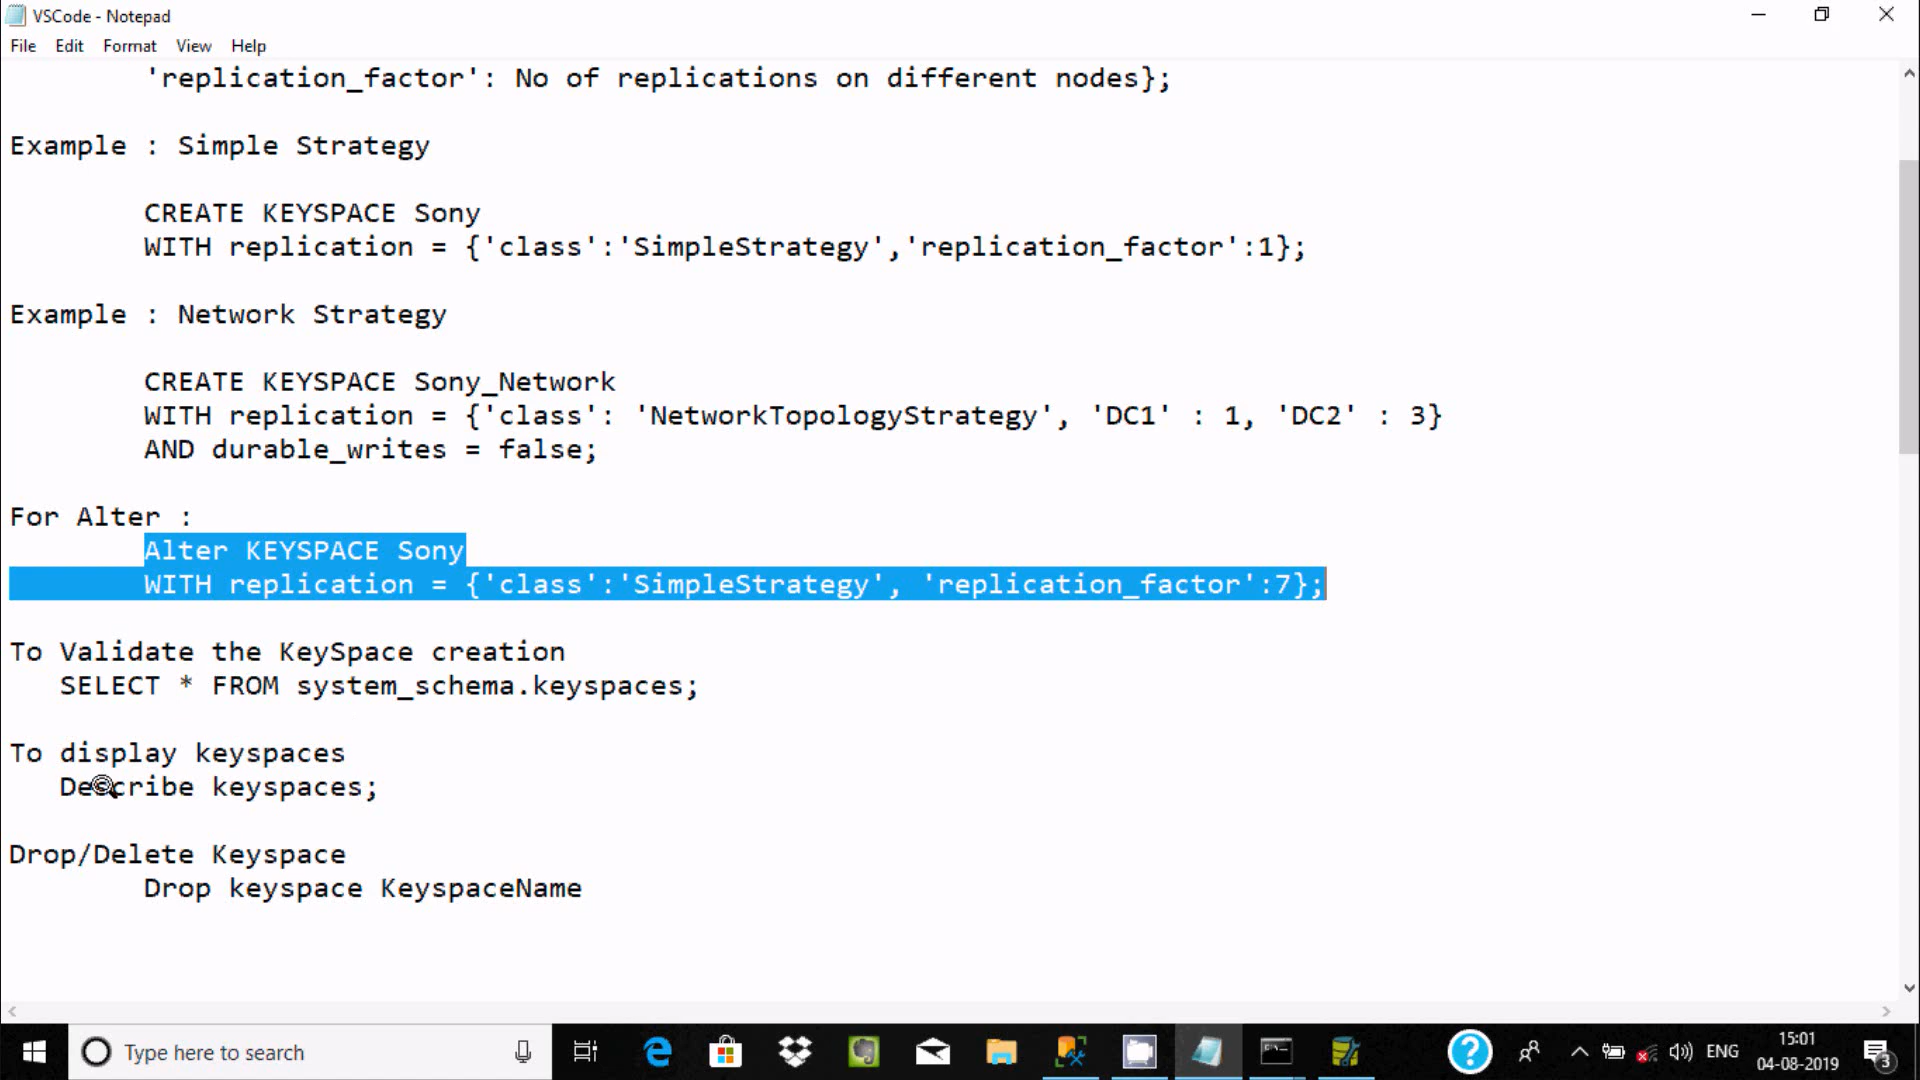 VSCode - Notepad
File Edit Format View Help
'replication_factor': No of replications on different nodes};
Example : Simple Strategy
CREATE KEYSPACE Sony
WITH replication = {'class':'SimpleStrategy','replication_factor':1};
Example : Network Strategy
CREATE KEYSPACE Sony_Network
WITH replication = {'class': 'NetworkTopologyStrategy', 'DC1' : 1, 'DC2' : 3}
AND durable_writes = false;
For Alter :
Alter KEYSPACE Sony
WITH replication = {'class':'SimpleStrategy', 'replication_factor':7};
To Validate the KeySpace creation
SELECT * FROM system_schema.keyspaces;
To display keyspaces
Describe keyspaces;
Drop/Delete Keyspace
Drop keyspace KeyspaceName
Type here to search
ENG
15:01
04-08-2019
3